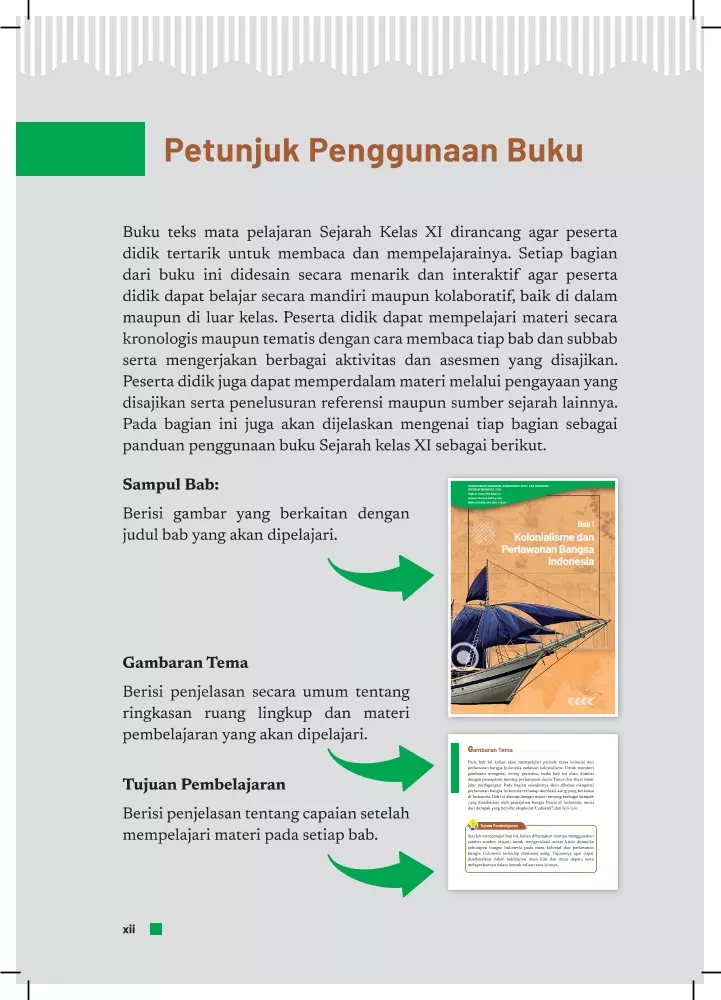 Petunjuk Penggunaan Buku
Buku teks mata pelajaran Sejarah Kelas XI dirancang agar peserta
didik tertarik untuk membaca dan mempelajarainya. Setiap bagian
dari buku ini didesain secara menarik dan interaktif agar peserta
didik dapat belajar secara mandiri maupun kolaboratif, baik di dalam
maupun di luar kelas. Peserta didik dapat mempelajari materi secara
kronologis maupun tematis dengan cara membaca tiap bab dan subbab
serta mengerjakan berbagai aktivitas dan asesmen yang disajikan.
Peserta didik juga dapat memperdalam materi melalui pengayaan yang
disajikan serta penelusuran referensi maupun sumber sejarah lainnya.
Pada bagian ini juga akan dijelaskan mengenai tiap bagian sebagai
panduan penggunaan buku Sejarah kelas XI sebagai berikut.
Sampul Bab:
Berisi gambar yang berkaitan dengan
judul bab yang akan dipelajari.
Bab 1
Kolonialisme dan
Perlawanan Bangsa
Indonesia
Gambaran Tema
Berisi penjelasan secara umum tentang
ringkasan ruang lingkup dan materi
pembelajaran yang akan dipelajari.
Tujuan Pembelajaran
Berisi penjelasan tentang capaian setelah
mempelajari materi pada setiap bab.
Gambaran Tema
Tujuan Pembelajaran
xii